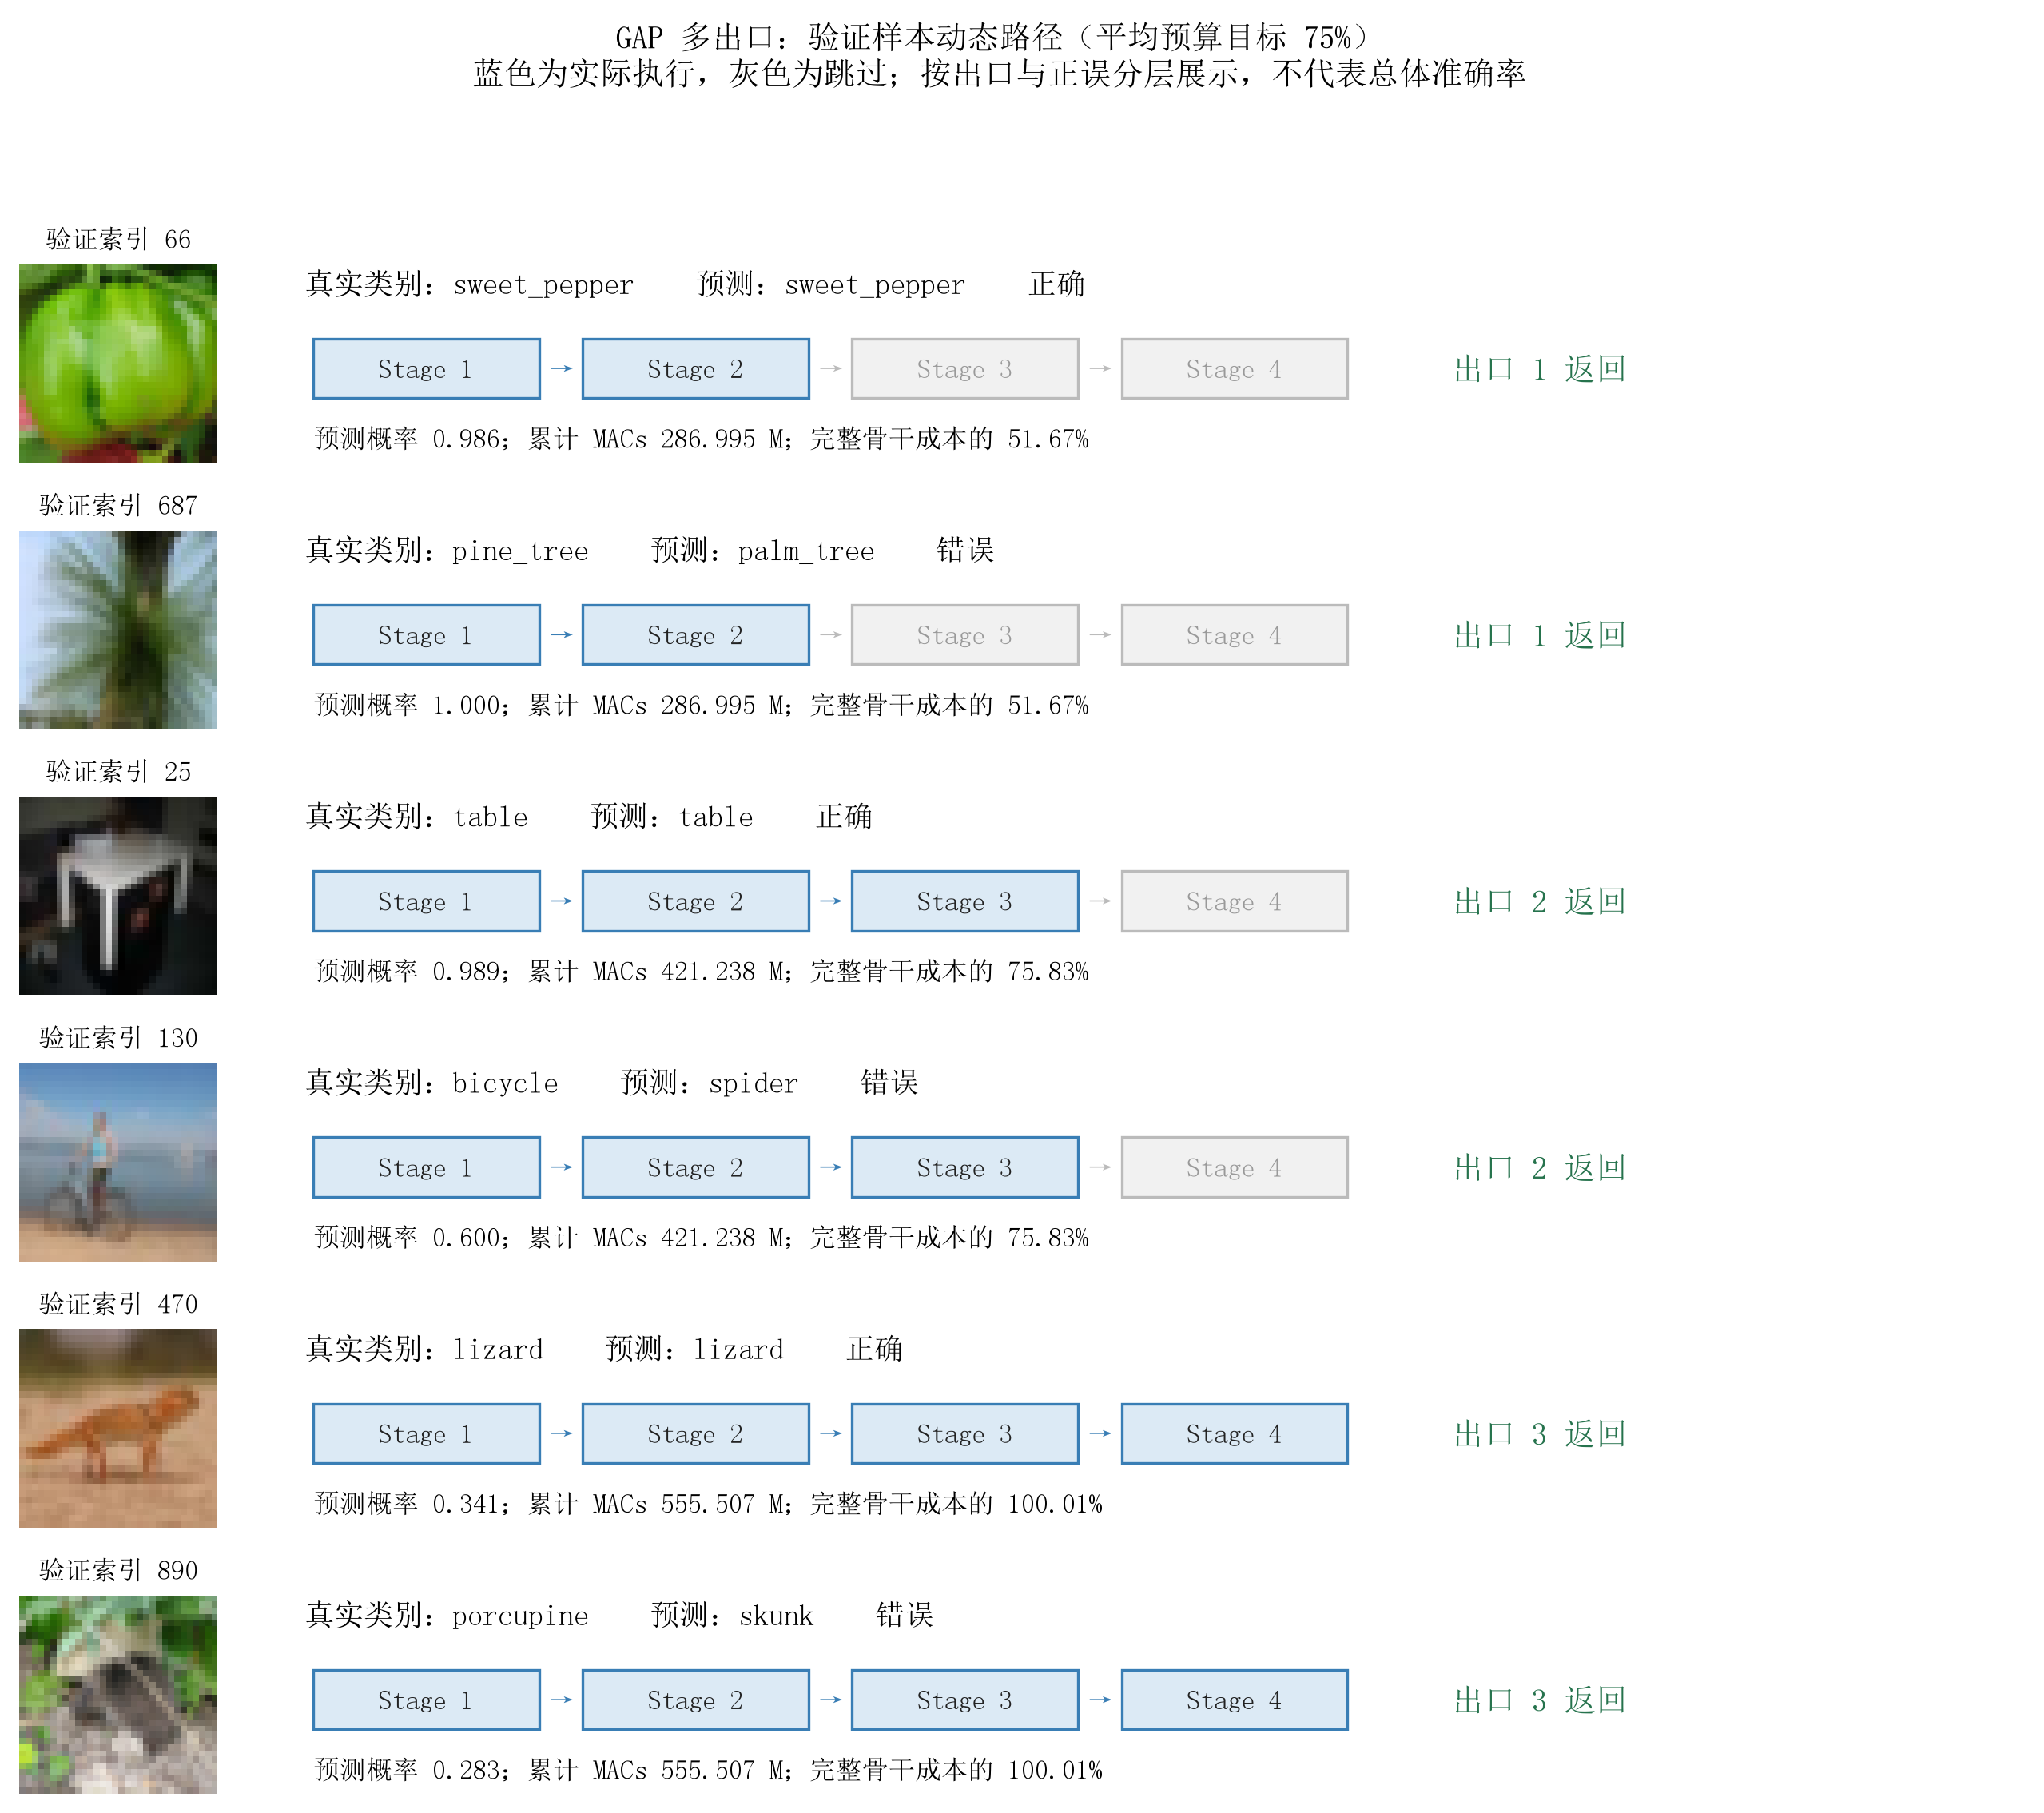 GAP 多出口：验证样本动态路径（平均预算目标 75%）
蓝色为实际执行，灰色为跳过；按出口与正误分层展示，不代表总体准确率
验证索引 66
真实类别：sweet_pepper 预测：sweet_pepper 正确
Stage 1 → Stage 2 → Stage 3 → Stage 4 出口 1 返回
预测概率 0.986；累计 MACs 286.995 M；完整骨干成本的 51.67%
验证索引 687
真实类别：pine_tree 预测：palm_tree 错误
Stage 1 → Stage 2 → Stage 3 → Stage 4 出口 1 返回
预测概率 1.000；累计 MACs 286.995 M；完整骨干成本的 51.67%
验证索引 25
真实类别：table 预测：table 正确
Stage 1 → Stage 2 → Stage 3 → Stage 4 出口 2 返回
预测概率 0.989；累计 MACs 421.238 M；完整骨干成本的 75.83%
验证索引 130
真实类别：bicycle 预测：spider 错误
Stage 1 → Stage 2 → Stage 3 → Stage 4 出口 2 返回
预测概率 0.600；累计 MACs 421.238 M；完整骨干成本的 75.83%
验证索引 470
真实类别：lizard 预测：lizard 正确
Stage 1 → Stage 2 → Stage 3 → Stage 4 出口 3 返回
预测概率 0.341；累计 MACs 555.507 M；完整骨干成本的 100.01%
验证索引 890
真实类别：porcupine 预测：skunk 错误
Stage 1 → Stage 2 → Stage 3 → Stage 4 出口 3 返回
预测概率 0.283；累计 MACs 555.507 M；完整骨干成本的 100.01%